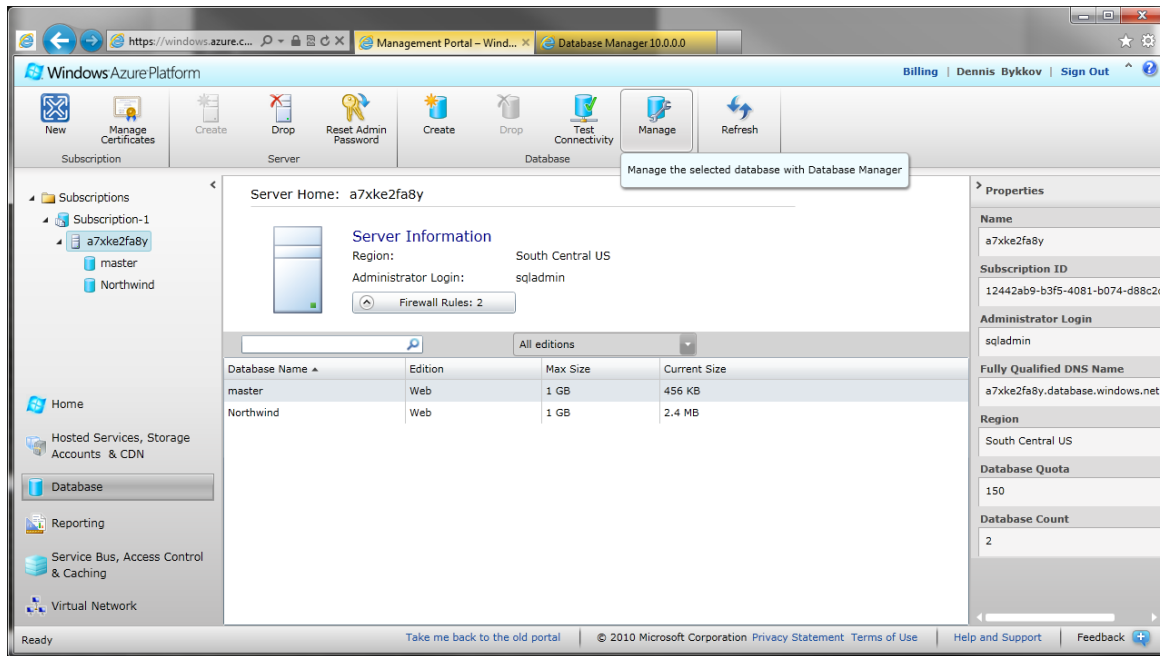 https://windows.azure.c...
Management Portal – Wind...
Database Manager 10.0.0.0
Windows Azure Platform
Billing | Dennis Bykkov | Sign Out
New
Manage Certificates
Create
Drop
Reset Admin Password
Create
Drop
Test Connectivity
Manage
Refresh
Subscription
Server
Database
Manage the selected database with Database Manager
Subscriptions
Subscription-1
a7xke2fa8y
master
Northwind
Home
Hosted Services, Storage
Accounts & CDN
Database
Reporting
Service Bus, Access Control
& Caching
Virtual Network
Server Home: a7xke2fa8y
Server Information
Region: South Central US
Administrator Login: sqladmin
Firewall Rules: 2
All editions
Database Name Edition Max Size Current Size
master Web 1 GB 456 KB
Northwind Web 1 GB 2.4 MB
Properties
Name
a7xke2fa8y
Subscription ID
12442ab9-b3f5-4081-b074-d88c2
Administrator Login
sqladmin
Fully Qualified DNS Name
a7xke2fa8y.database.windows.net
Region
South Central US
Database Quota
150
Database Count
2
Ready
Take me back to the old portal
© 2010 Microsoft Corporation Privacy Statement Terms of Use
Help and Support
Feedback